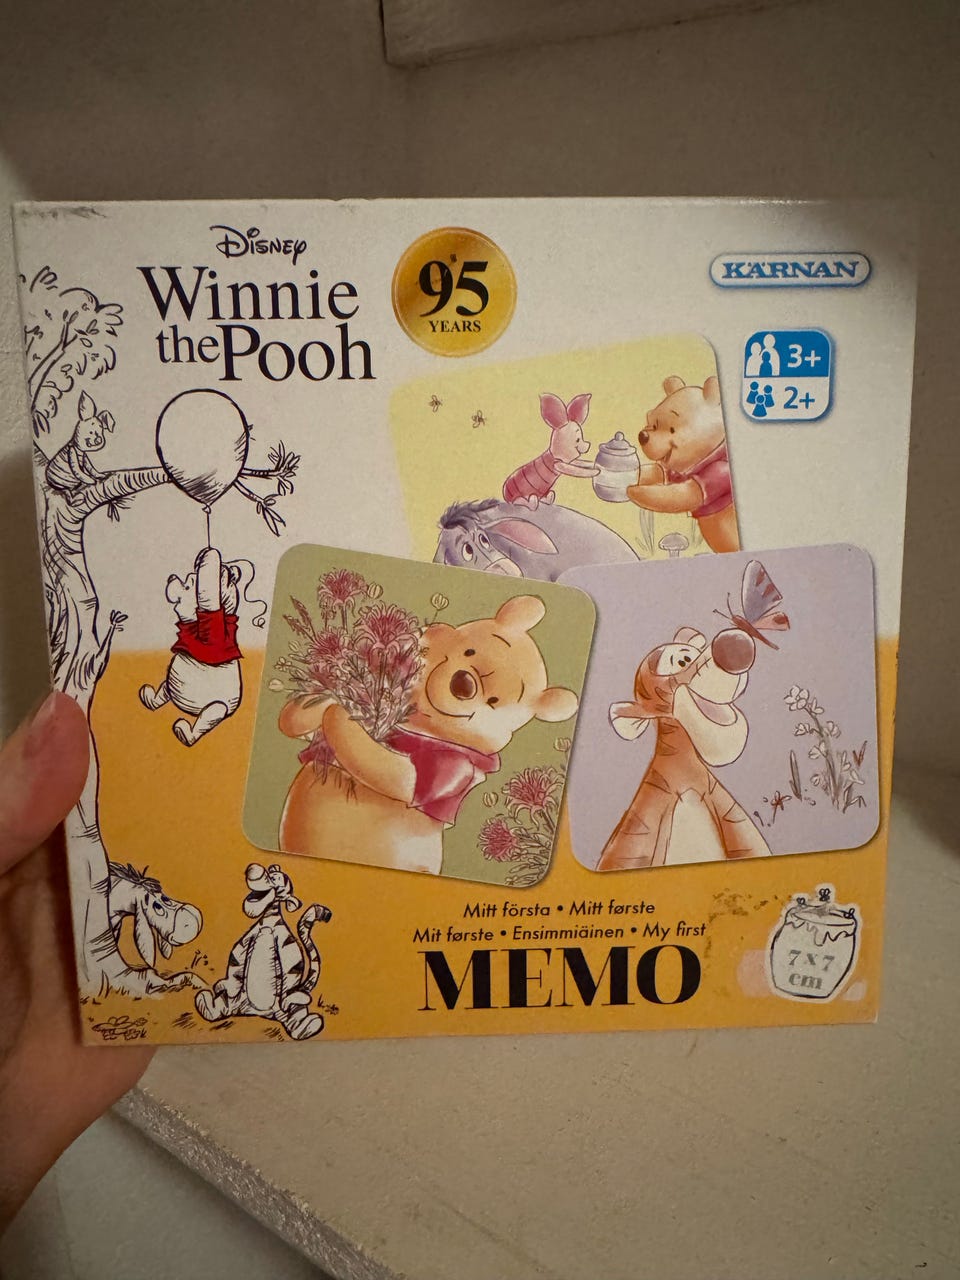 Disney
Winnie
the Pooh
95
YEARS
KÄRNAN
3+
2+
Mitt första • Mitt første
Mit første • Ensimmiäinen • My first
MEMO
7 x 7
cm